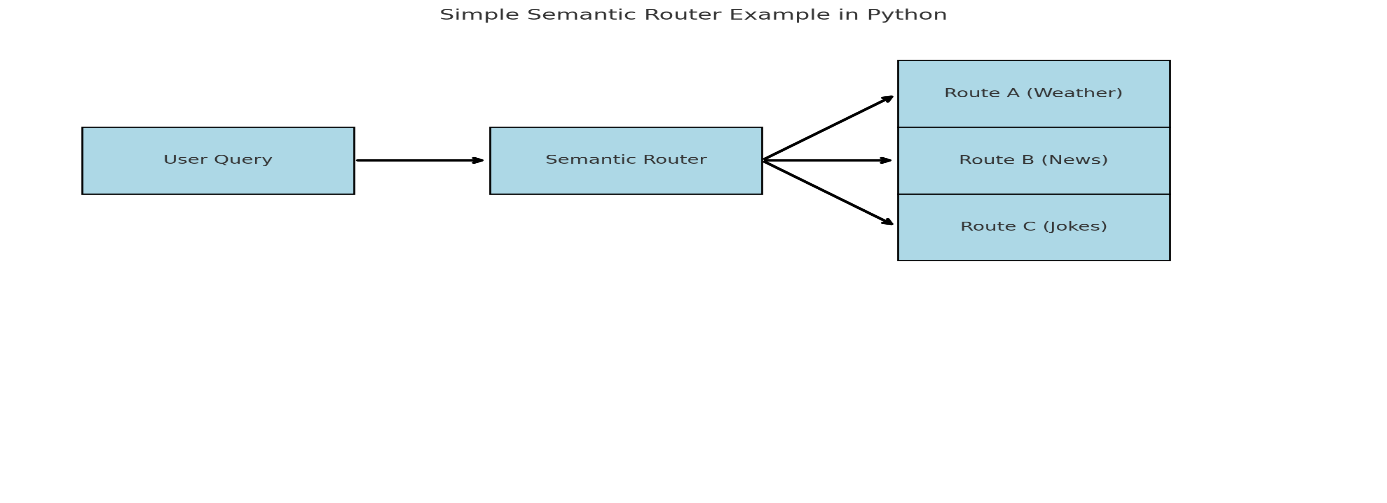 Simple Semantic Router Example in Python
User Query
Semantic Router
Route A (Weather)
Route B (News)
Route C (Jokes)